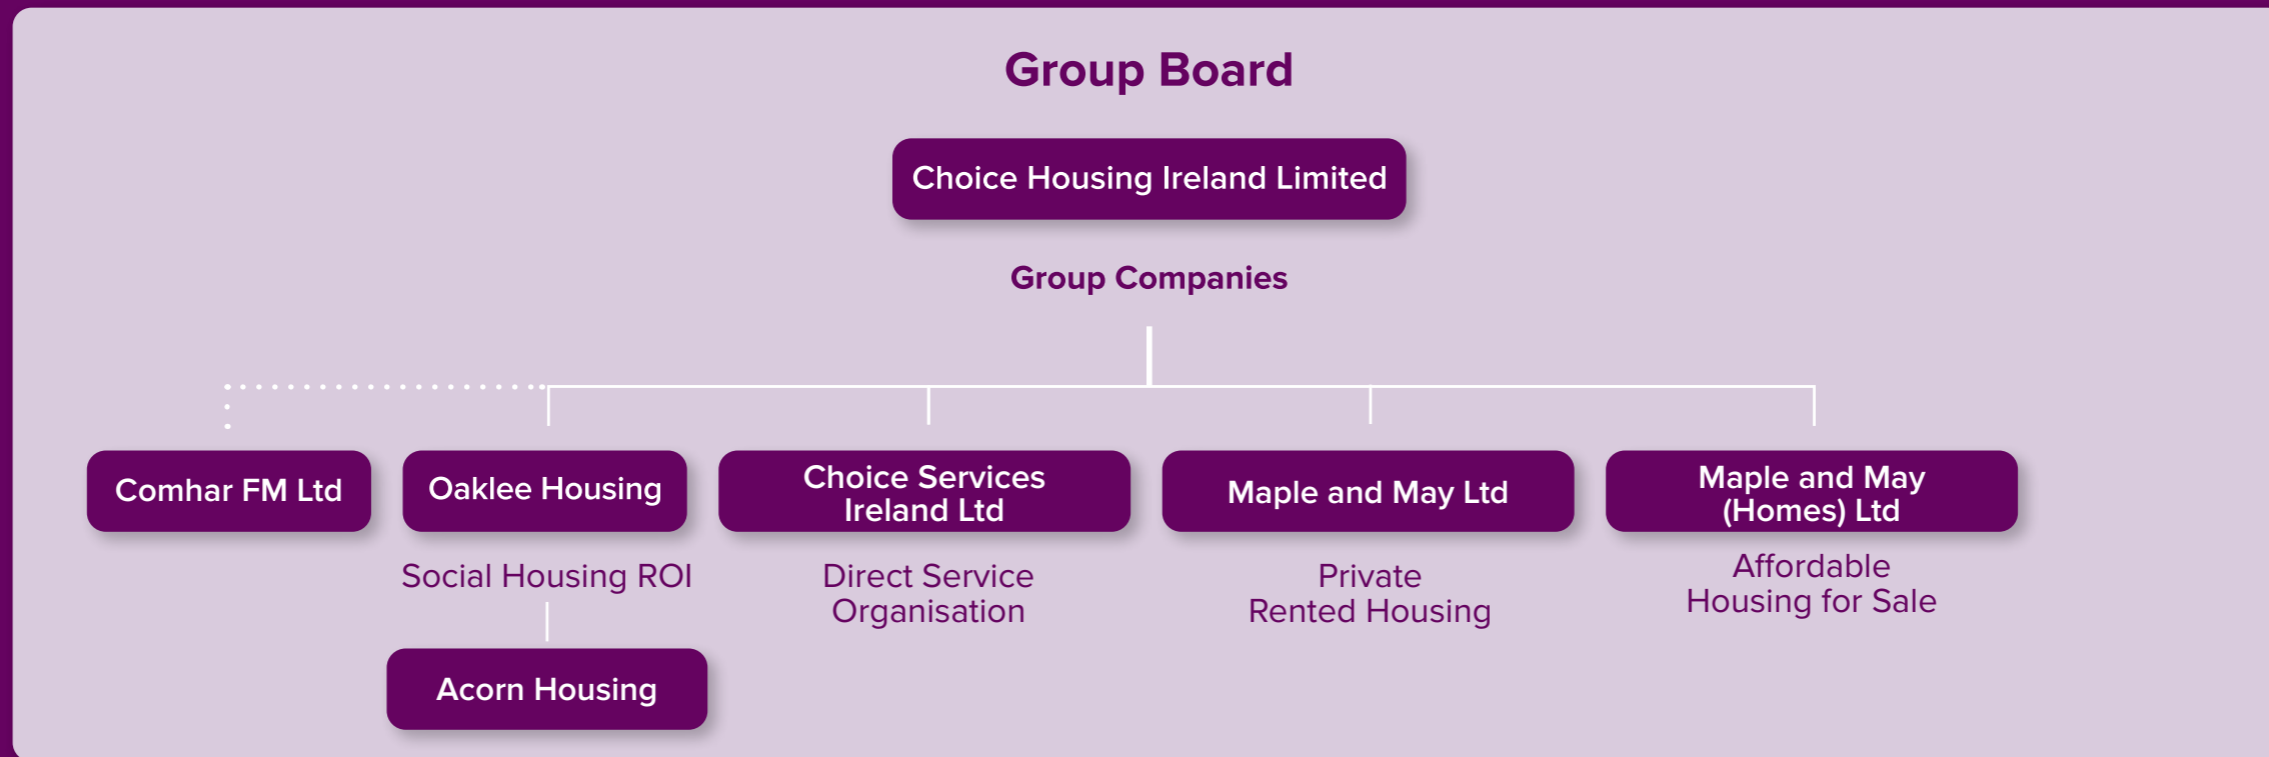 Group Board
Choice Housing Ireland Limited
Group Companies
Comhar FM Ltd
Oaklee Housing
Social Housing ROI
Acorn Housing
Choice Services
Ireland Ltd
Direct Service
Organisation
Maple and May Ltd
Private
Rented Housing
Maple and May
(Homes) Ltd
Affordable
Housing for Sale